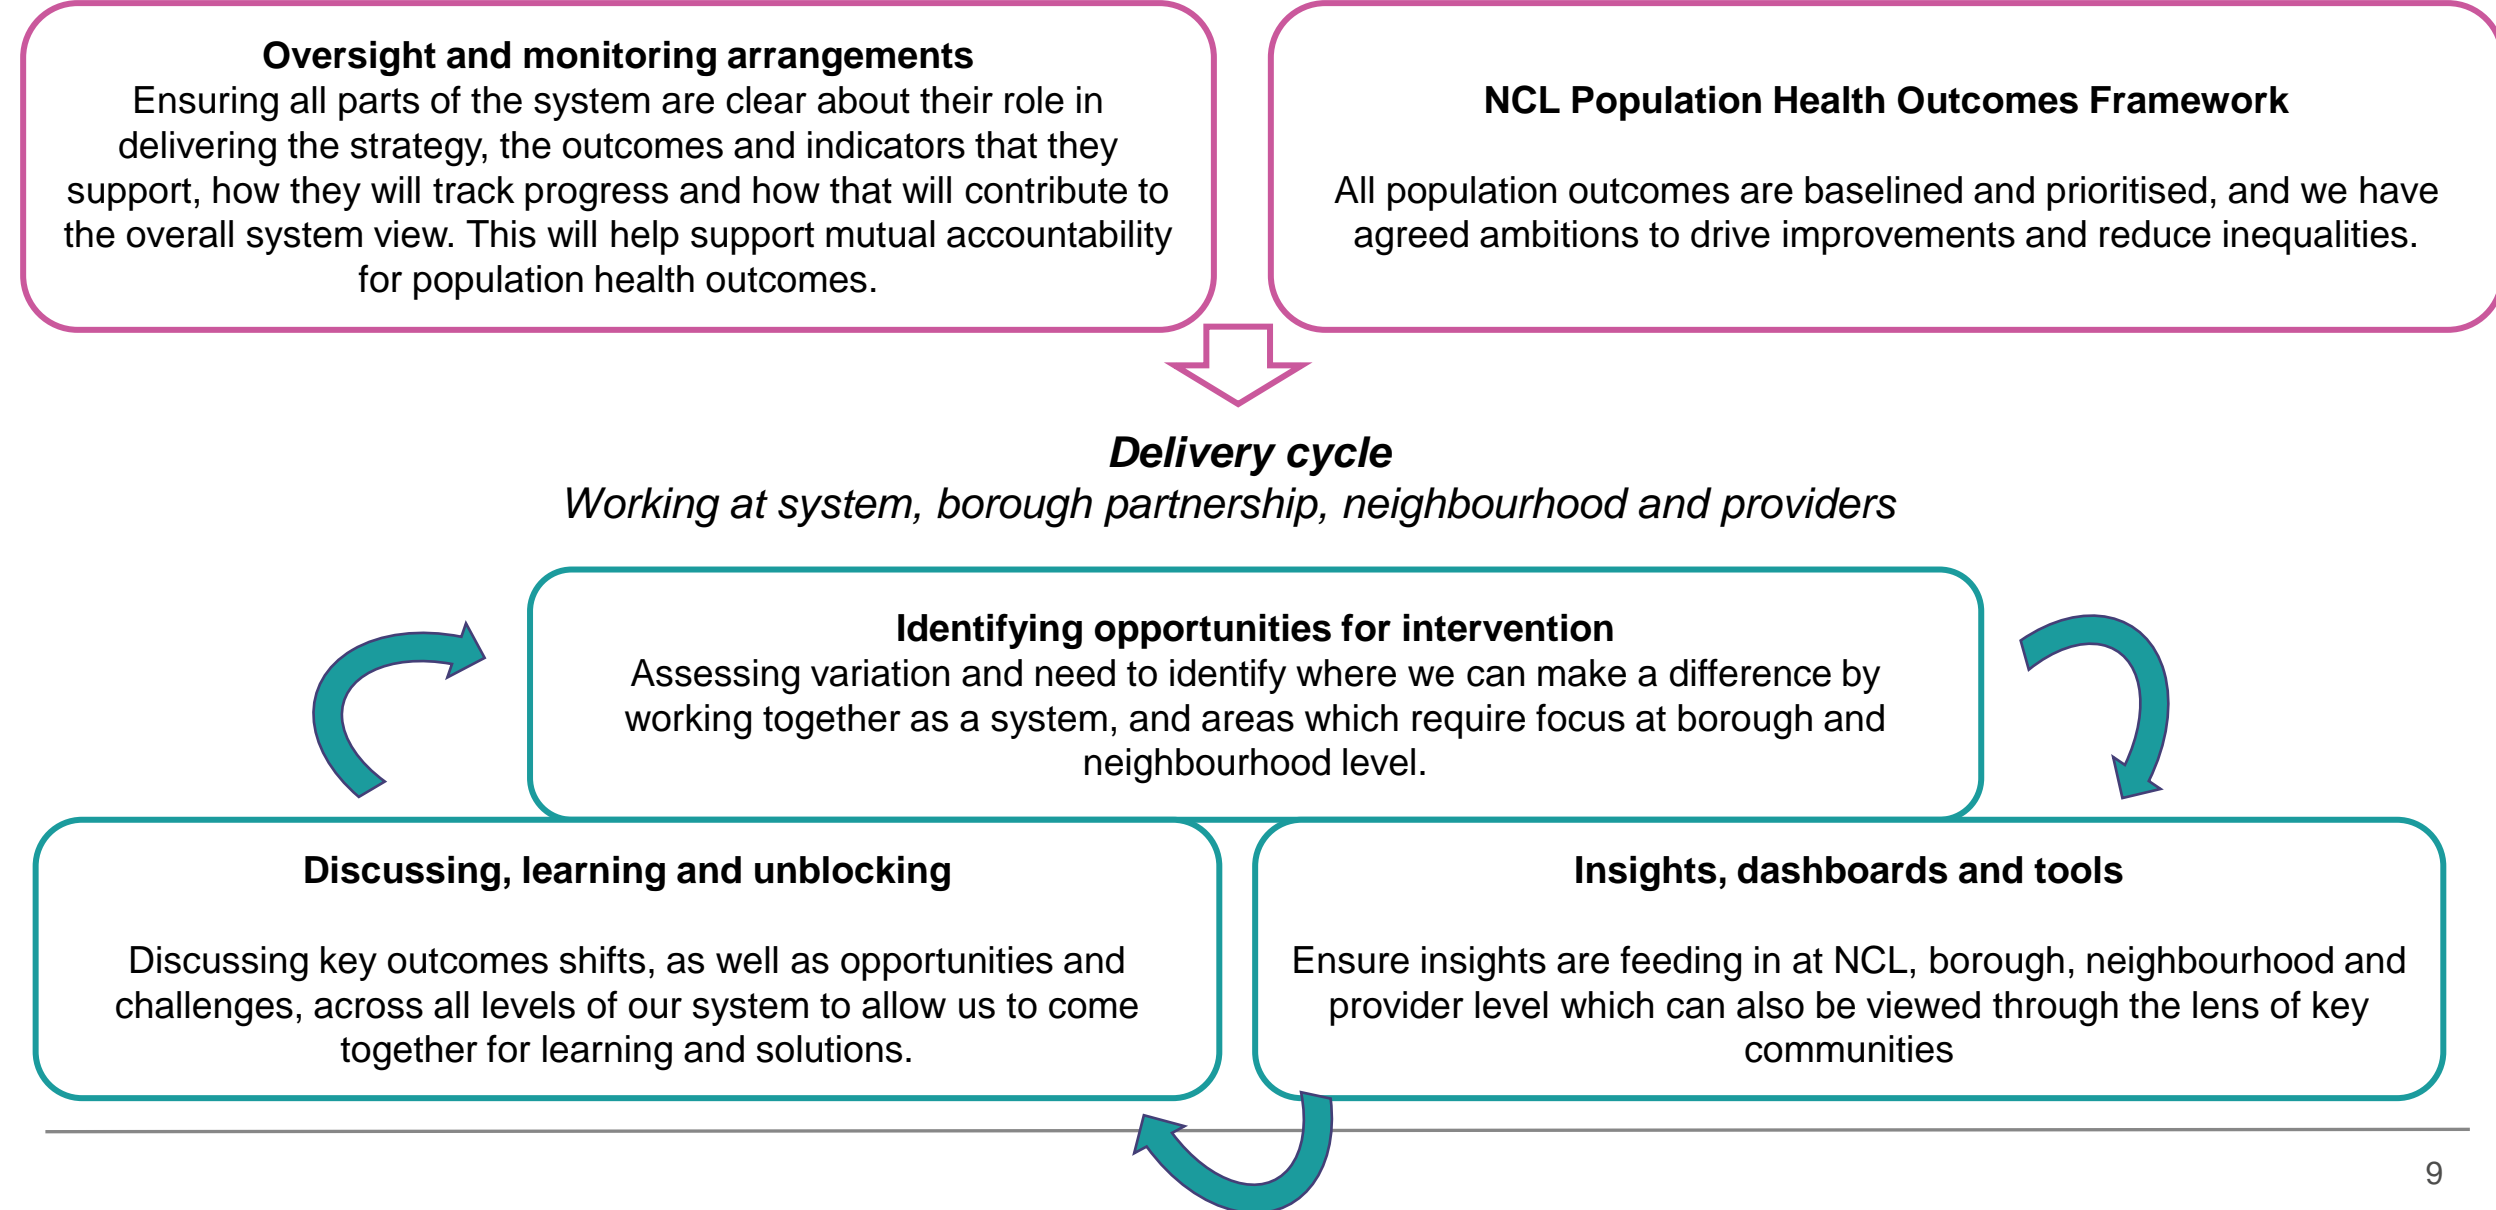 Oversight and monitoring arrangements
Ensuring all parts of the system are clear about their role in
delivering the strategy, the outcomes and indicators that they
support, how they will track progress and how that will contribute to
the overall system view. This will help support mutual accountability
for population health outcomes.
NCL Population Health Outcomes Framework
All population outcomes are baselined and prioritised, and we have
agreed ambitions to drive improvements and reduce inequalities.
Delivery cycle
Working at system, borough partnership, neighbourhood and providers
Identifying opportunities for intervention
Assessing variation and need to identify where we can make a difference by
working together as a system, and areas which require focus at borough and
neighbourhood level.
Discussing, learning and unblocking
Discussing key outcomes shifts, as well as opportunities and
challenges, across all levels of our system to allow us to come
together for learning and solutions.
Insights, dashboards and tools
Ensure insights are feeding in at NCL, borough, neighbourhood and
provider level which can also be viewed through the lens of key
communities
9